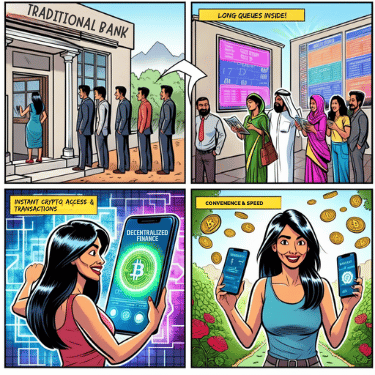 TRADITIONAL BANK
LONG QUEUES INSIDE!
INSTANT CRYPTO, ACCESS &
TRANSACTIONS
DECENTRALIZED
FINANCE
CONVENIENCE & SPEED